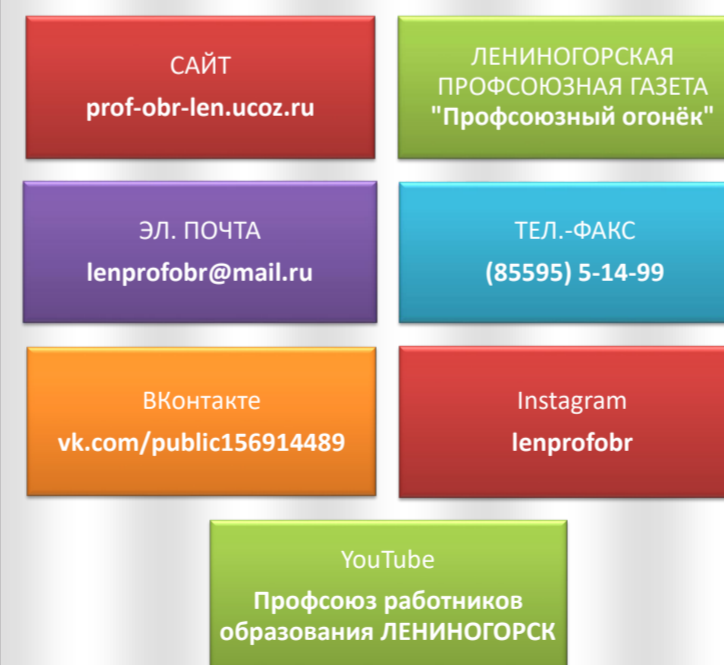 САЙТ
prof-obr-len.ucoz.ru
ЛЕНИНОГОРСКАЯ
ПРОФСОЮЗНАЯ ГАЗЕТА
"Профсоюзный огонёк"
ЭЛ. ПОЧТА
lenprofobr@mail.ru
ТЕЛ.-ФАКС
(85595) 5-14-99
ВКонтакте
vk.com/public156914489
Instagram
lenprofobr
YouTube
Профсоюз работников
образования ЛЕНИНОГОРСК